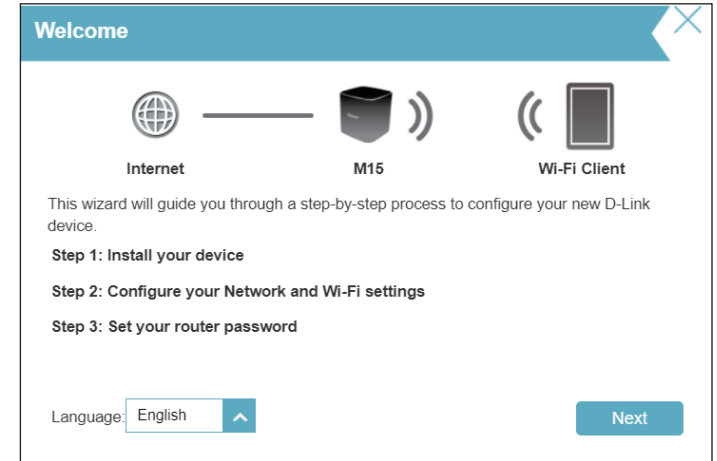 Welcome
Internet
M15
Wi-Fi Client
This wizard will guide you through a step-by-step process to configure your new D-Link
device.
Step 1: Install your device
Step 2: Configure your Network and Wi-Fi settings
Step 3: Set your router password
Language: English
Next